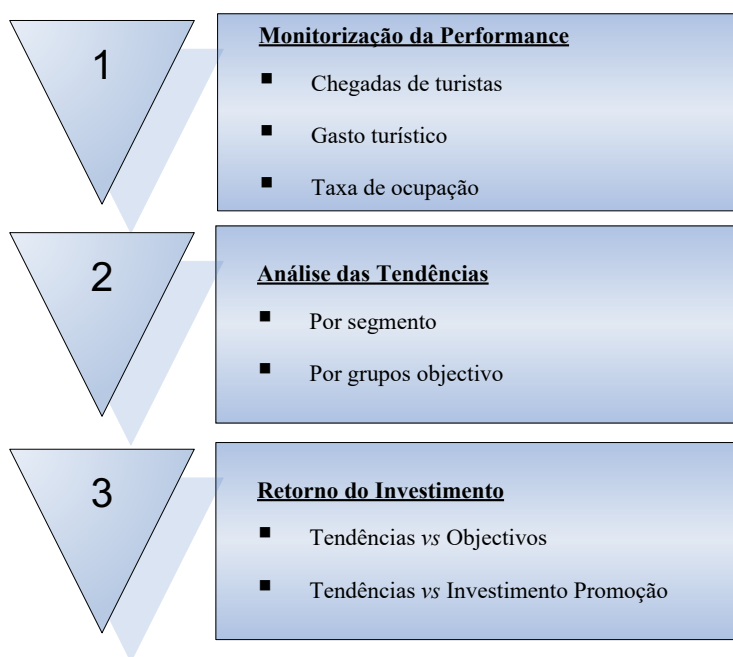 1
Monitorização da Performance
▪ Chegadas de turistas
▪ Gasto turístico
▪ Taxa de ocupação
2
Análise das Tendências
▪ Por segmento
▪ Por grupos objectivo
3
Retorno do Investimento
▪ Tendências vs Objectivos
▪ Tendências vs Investimento Promoção